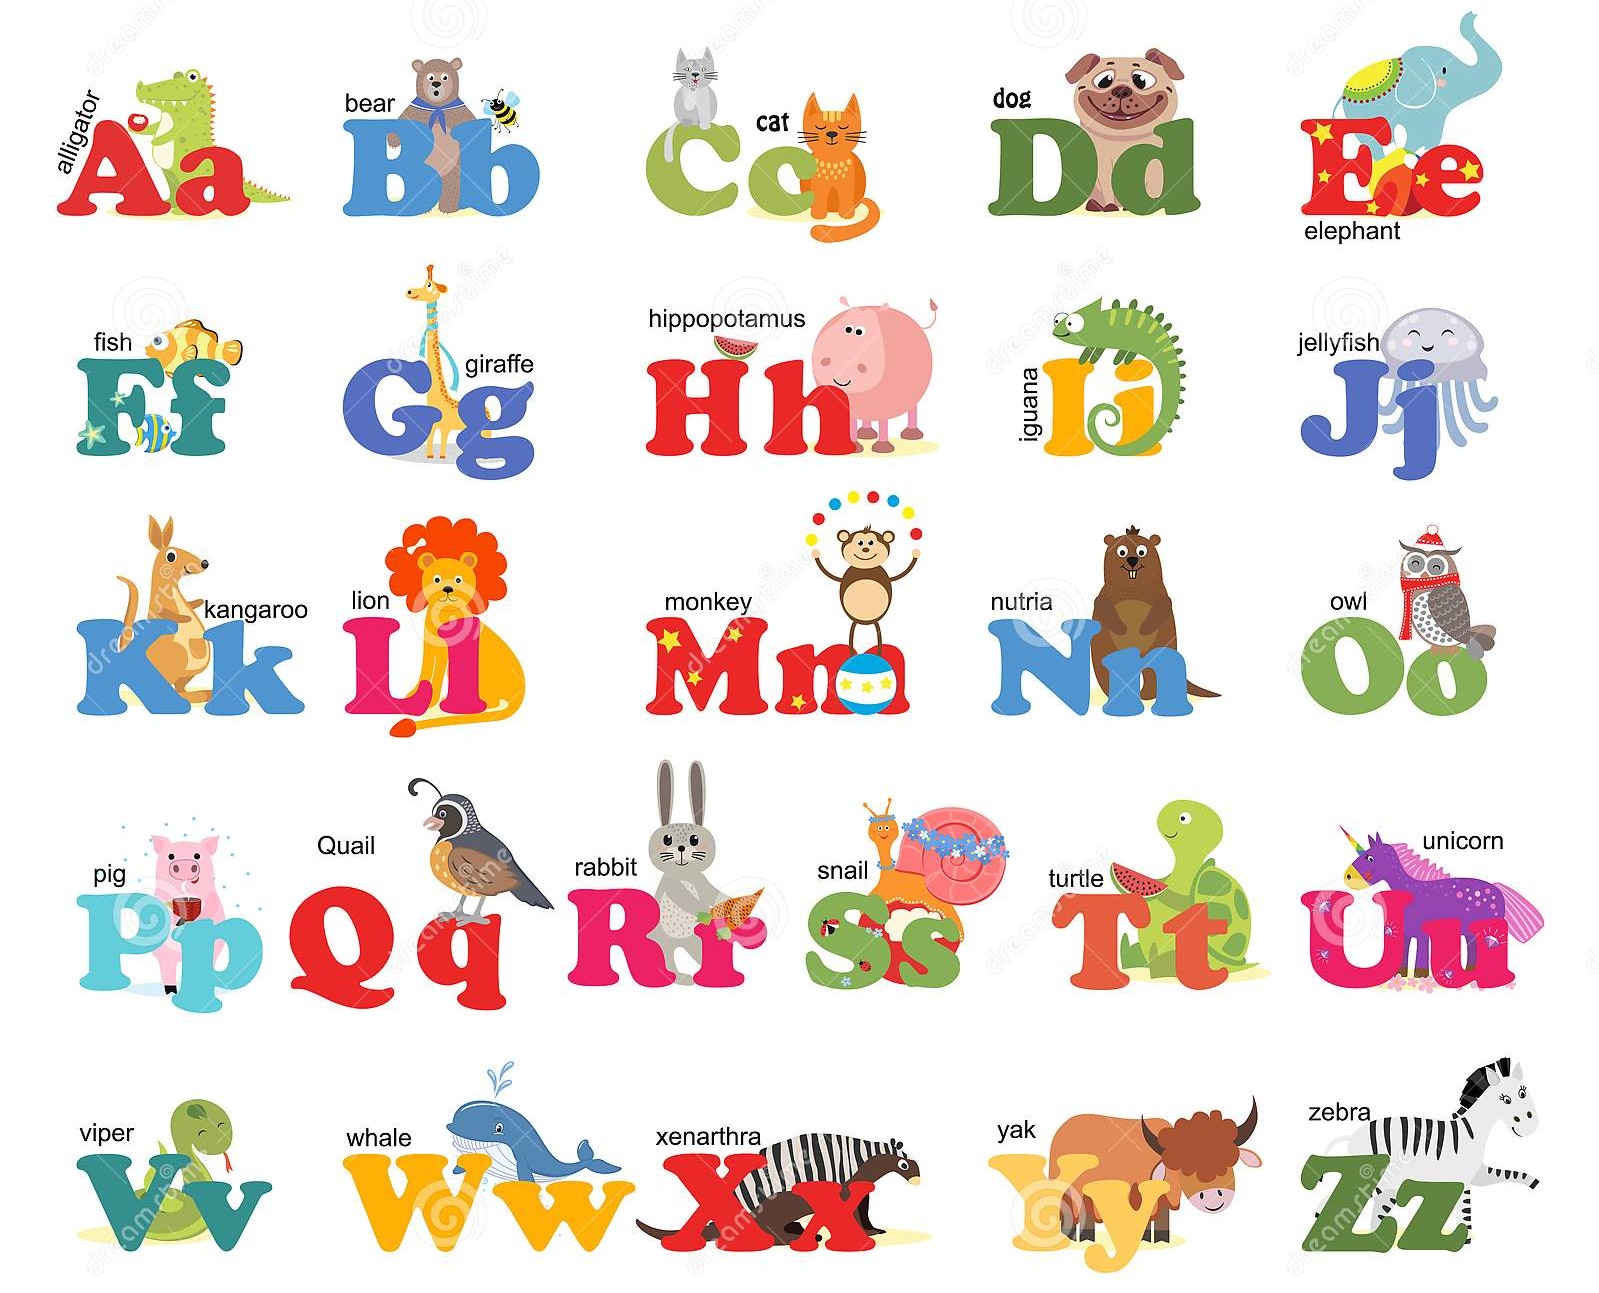 alligator
Aa
bear
Bb
cat
Cc
dog
Dd
Ee
elephant
fish
Ff
giraffe
Gg
hippopotamus
Hh
iguana
Ii
jellyfish
Jj
kangaroo
Kk
lion
Ll
monkey
Mm
nutria
Nn
owl
Oo
pig
Pp
Quail
Qq
rabbit
Rr
snail
Ss
turtle
Tt
unicorn
Uu
viper
Vv
whale
Ww
xenarthra
Xx
yak
Yy
zebra
Zz